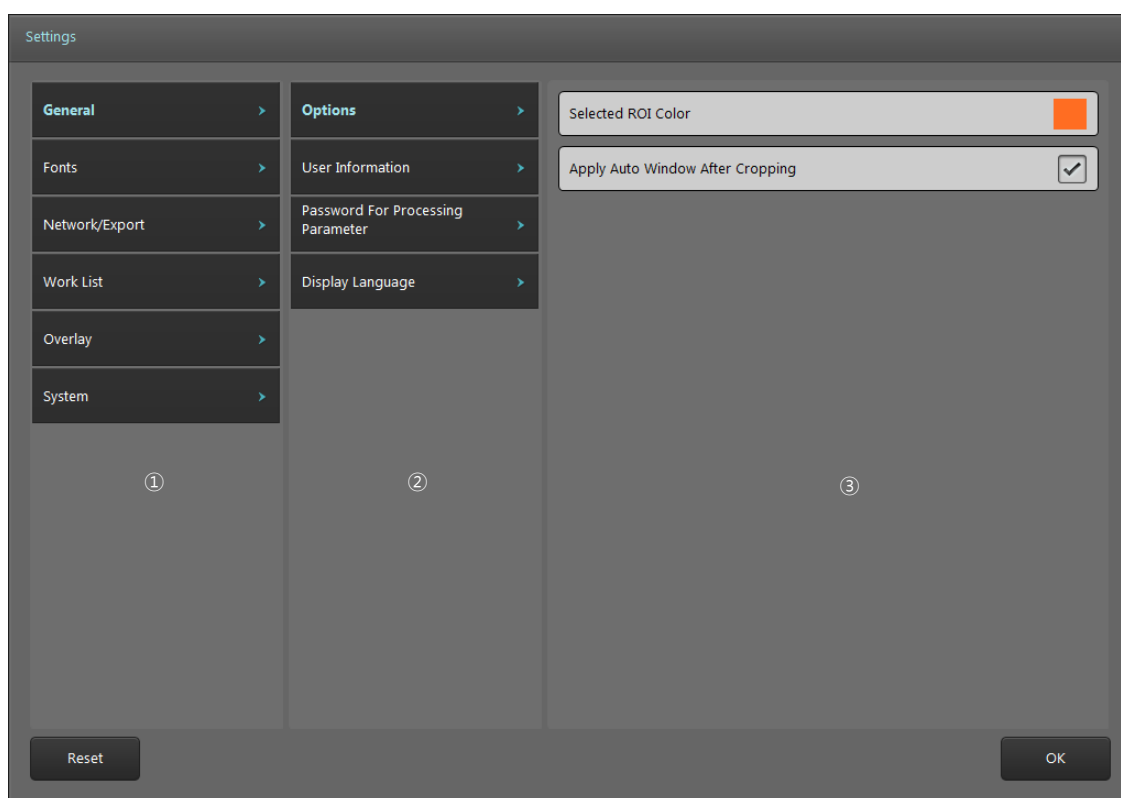 Settings
General
Fonts
Network/Export
Work List
Overlay
System
①
Options
User Information
Password For Processing
Parameter
Display Language
②
Selected ROI Color
Apply Auto Window After Cropping
③
Reset
OK